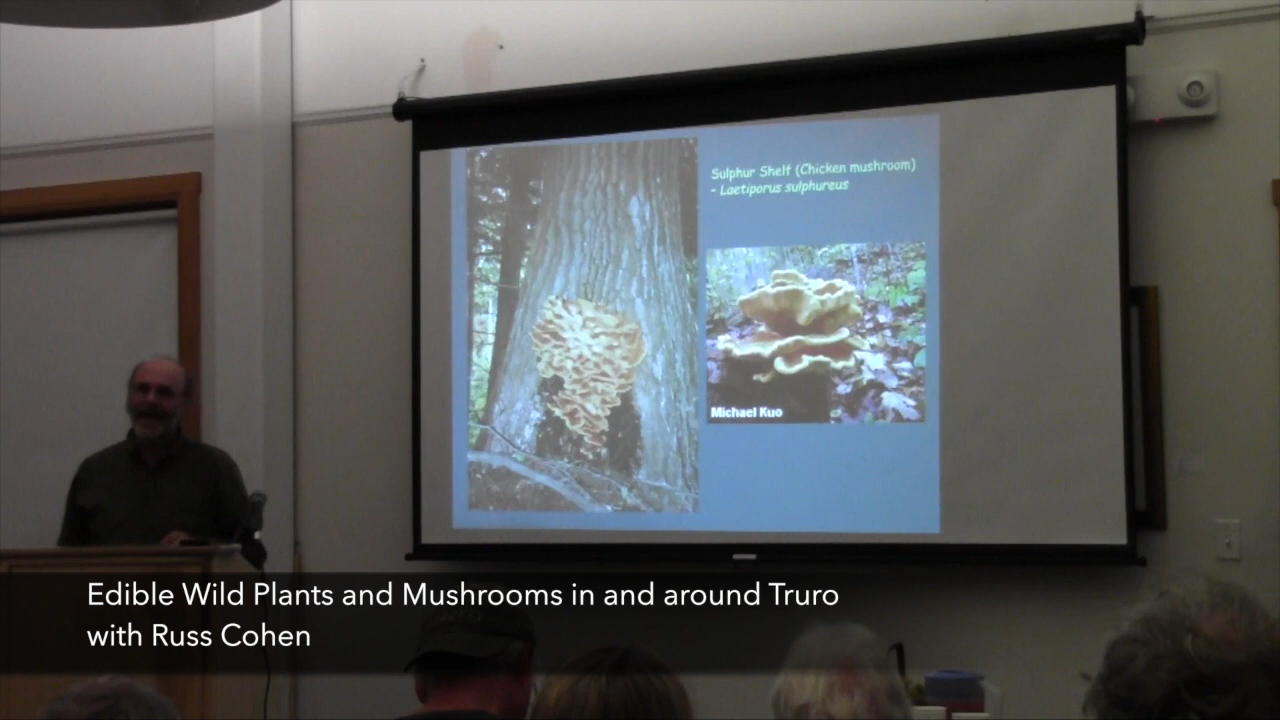 Sulphur Shelf (Chicken mushroom)
- Laetiporus sulphureus
Michael Kuo
Edible Wild Plants and Mushrooms in and around Truro
with Russ Cohen